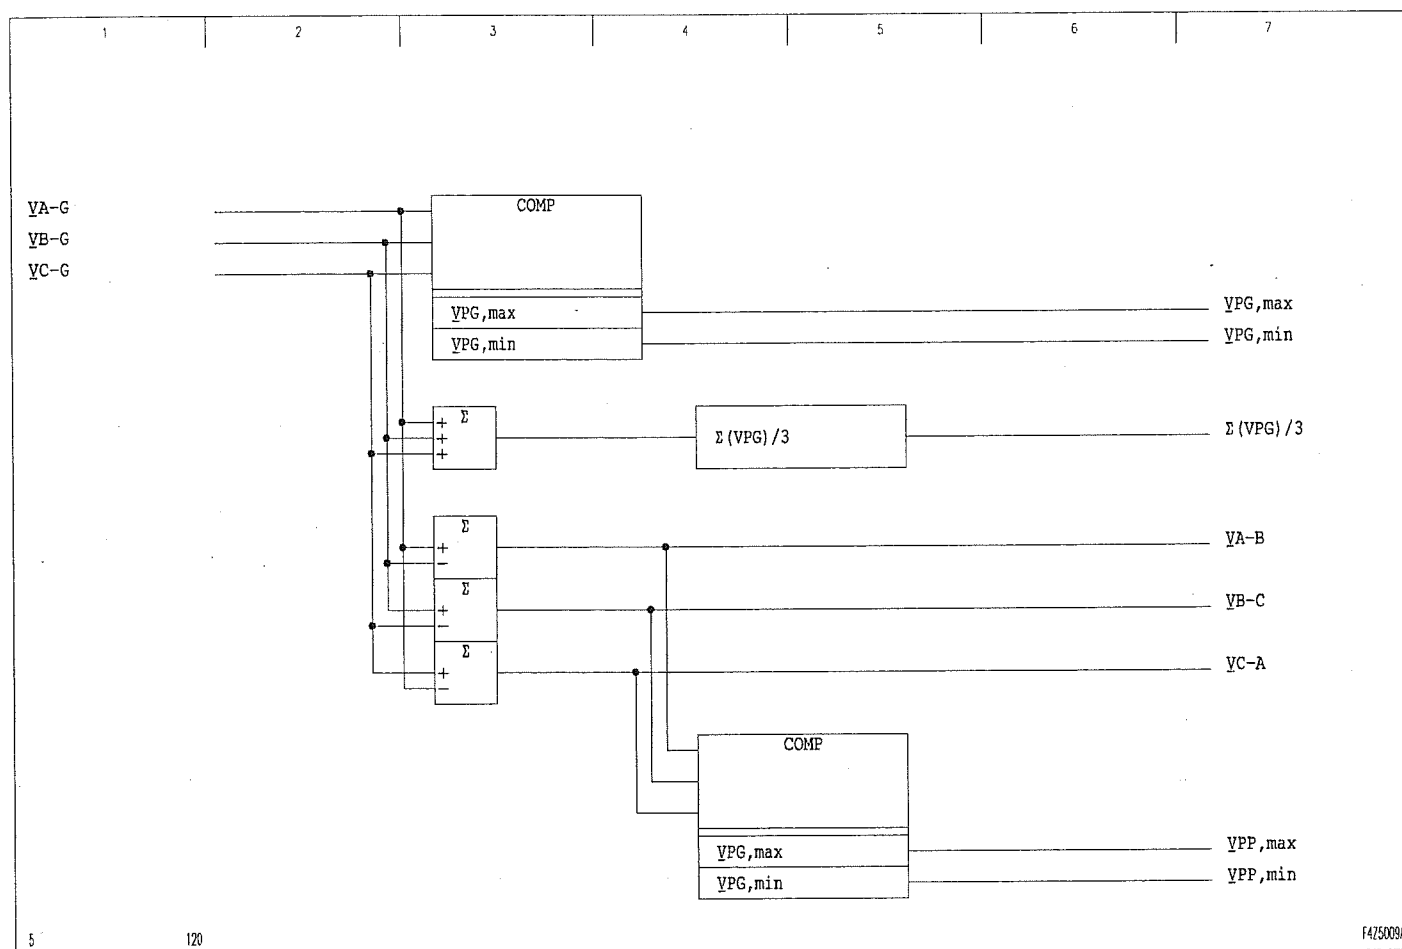 1 2 3 4 5 6 7
VA-G
VB-G
VC-G
COMP
VPG,max
VPG,min
VPG,max
VPG,min
Σ
+
+
+
Σ(VPG)/3
Σ(VPG)/3
Σ
+
−
VA-B
Σ
+
−
VB-C
Σ
+
−
VC-A
COMP
VPG,max
VPG,min
VPP,max
VPP,min
5 120